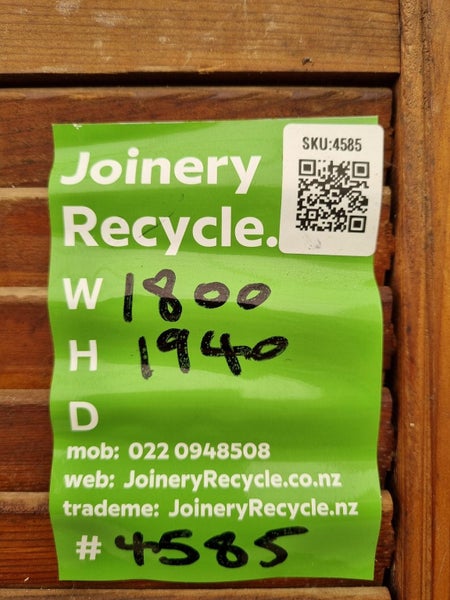 SKU:4585
Joinery
Recycle.
W 1800
H 1940
D
mob: 022 0948508
web: JoineryRecycle.co.nz
trademe: JoineryRecycle.nz
# 4585